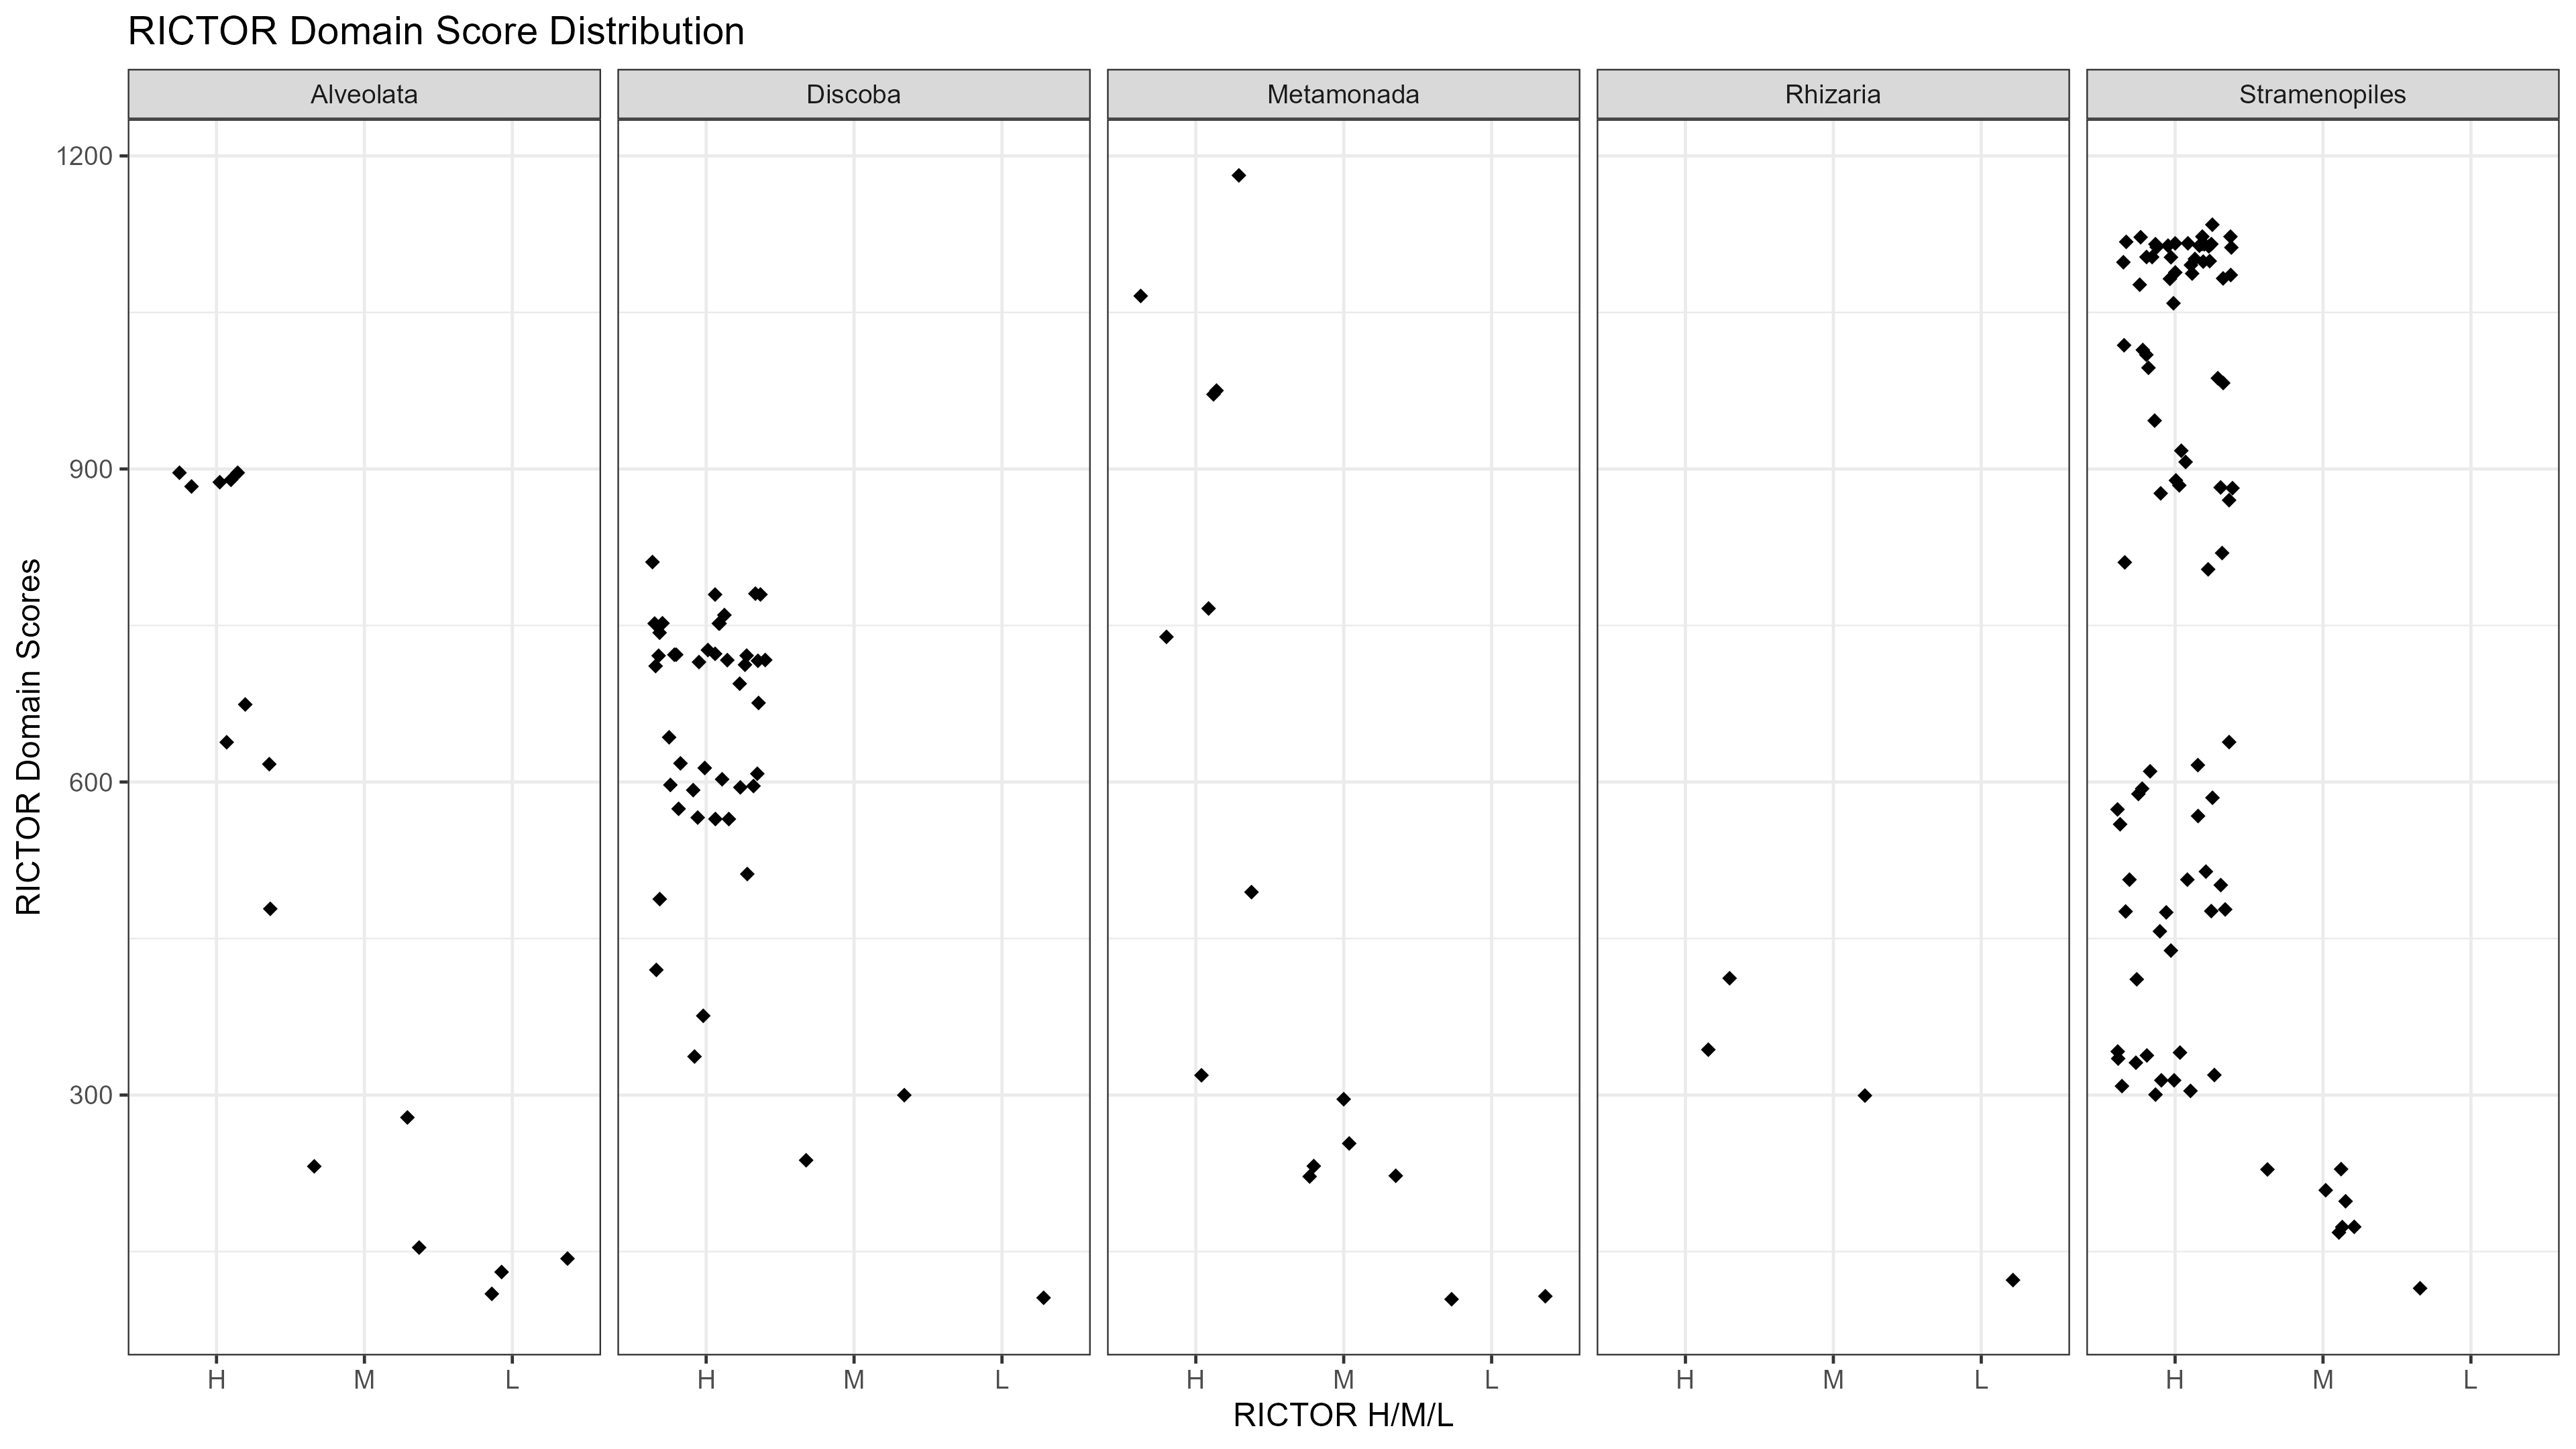 RICTOR Domain Score Distribution
Alveolata Discoba Metamonada Rhizaria Stramenopiles
1200
900
600
300
RICTOR Domain Scores
H M L H M L H M L H M L H M L
RICTOR H/M/L